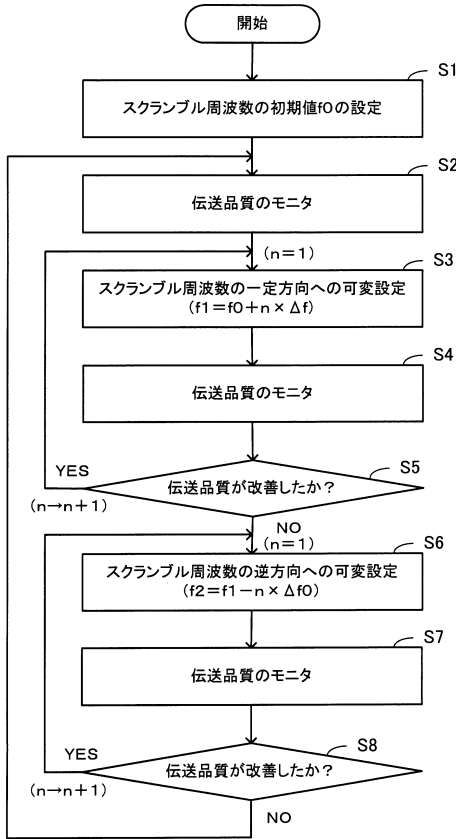 開始
S1
スクランブル周波数の初期値f0の設定
S2
伝送品質のモニタ
(n=1)
S3
スクランブル周波数の一定方向への可変設定
(f1=f0+n×Δf)
S4
伝送品質のモニタ
S5
YES
伝送品質が改善したか?
(n→n+1)
NO
(n=1)
S6
スクランブル周波数の逆方向への可変設定
(f2=f1-n×Δf0)
S7
伝送品質のモニタ
S8
YES
伝送品質が改善したか?
(n→n+1)
NO